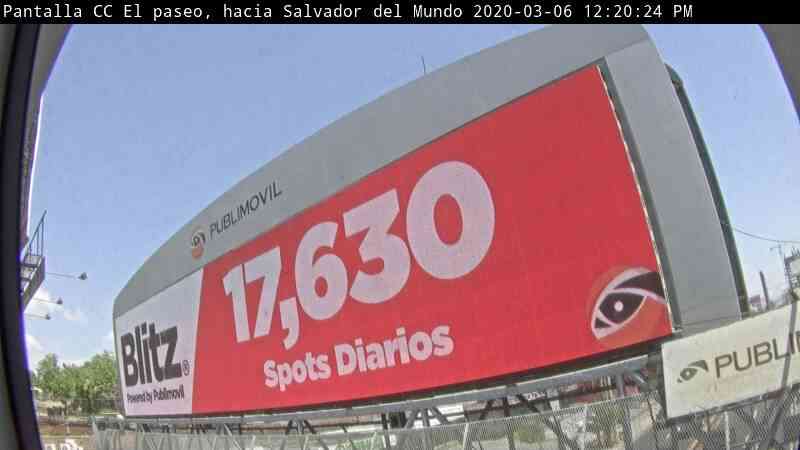 Pantalla CC El paseo, hacia Salvador del Mundo 2020-03-06 12:20:24 PM
PUBLIMOVIL
17,630
Spots Diarios
Blitz®
Powered by Publimovil
PUBLI